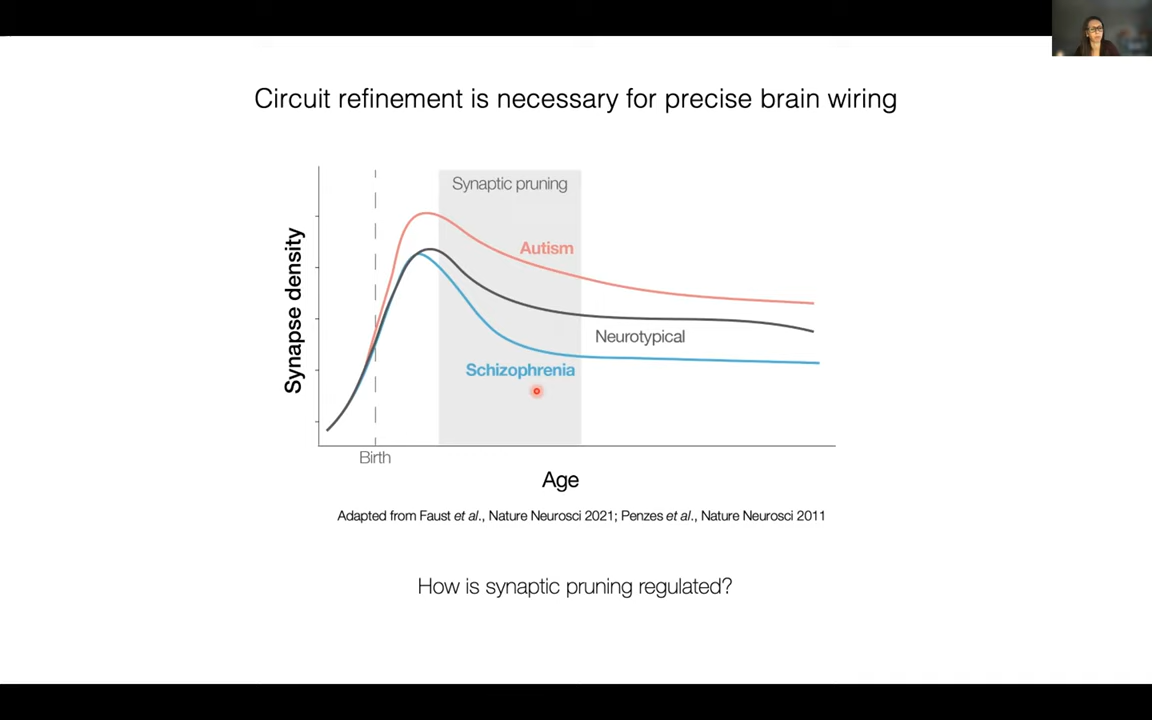 Circuit refinement is necessary for precise brain wiring
Synaptic pruning
Autism
Neurotypical
Schizophrenia
Synapse density
Birth
Age
Adapted from Faust et al., Nature Neurosci 2021; Penzes et al., Nature Neurosci 2011
How is synaptic pruning regulated?